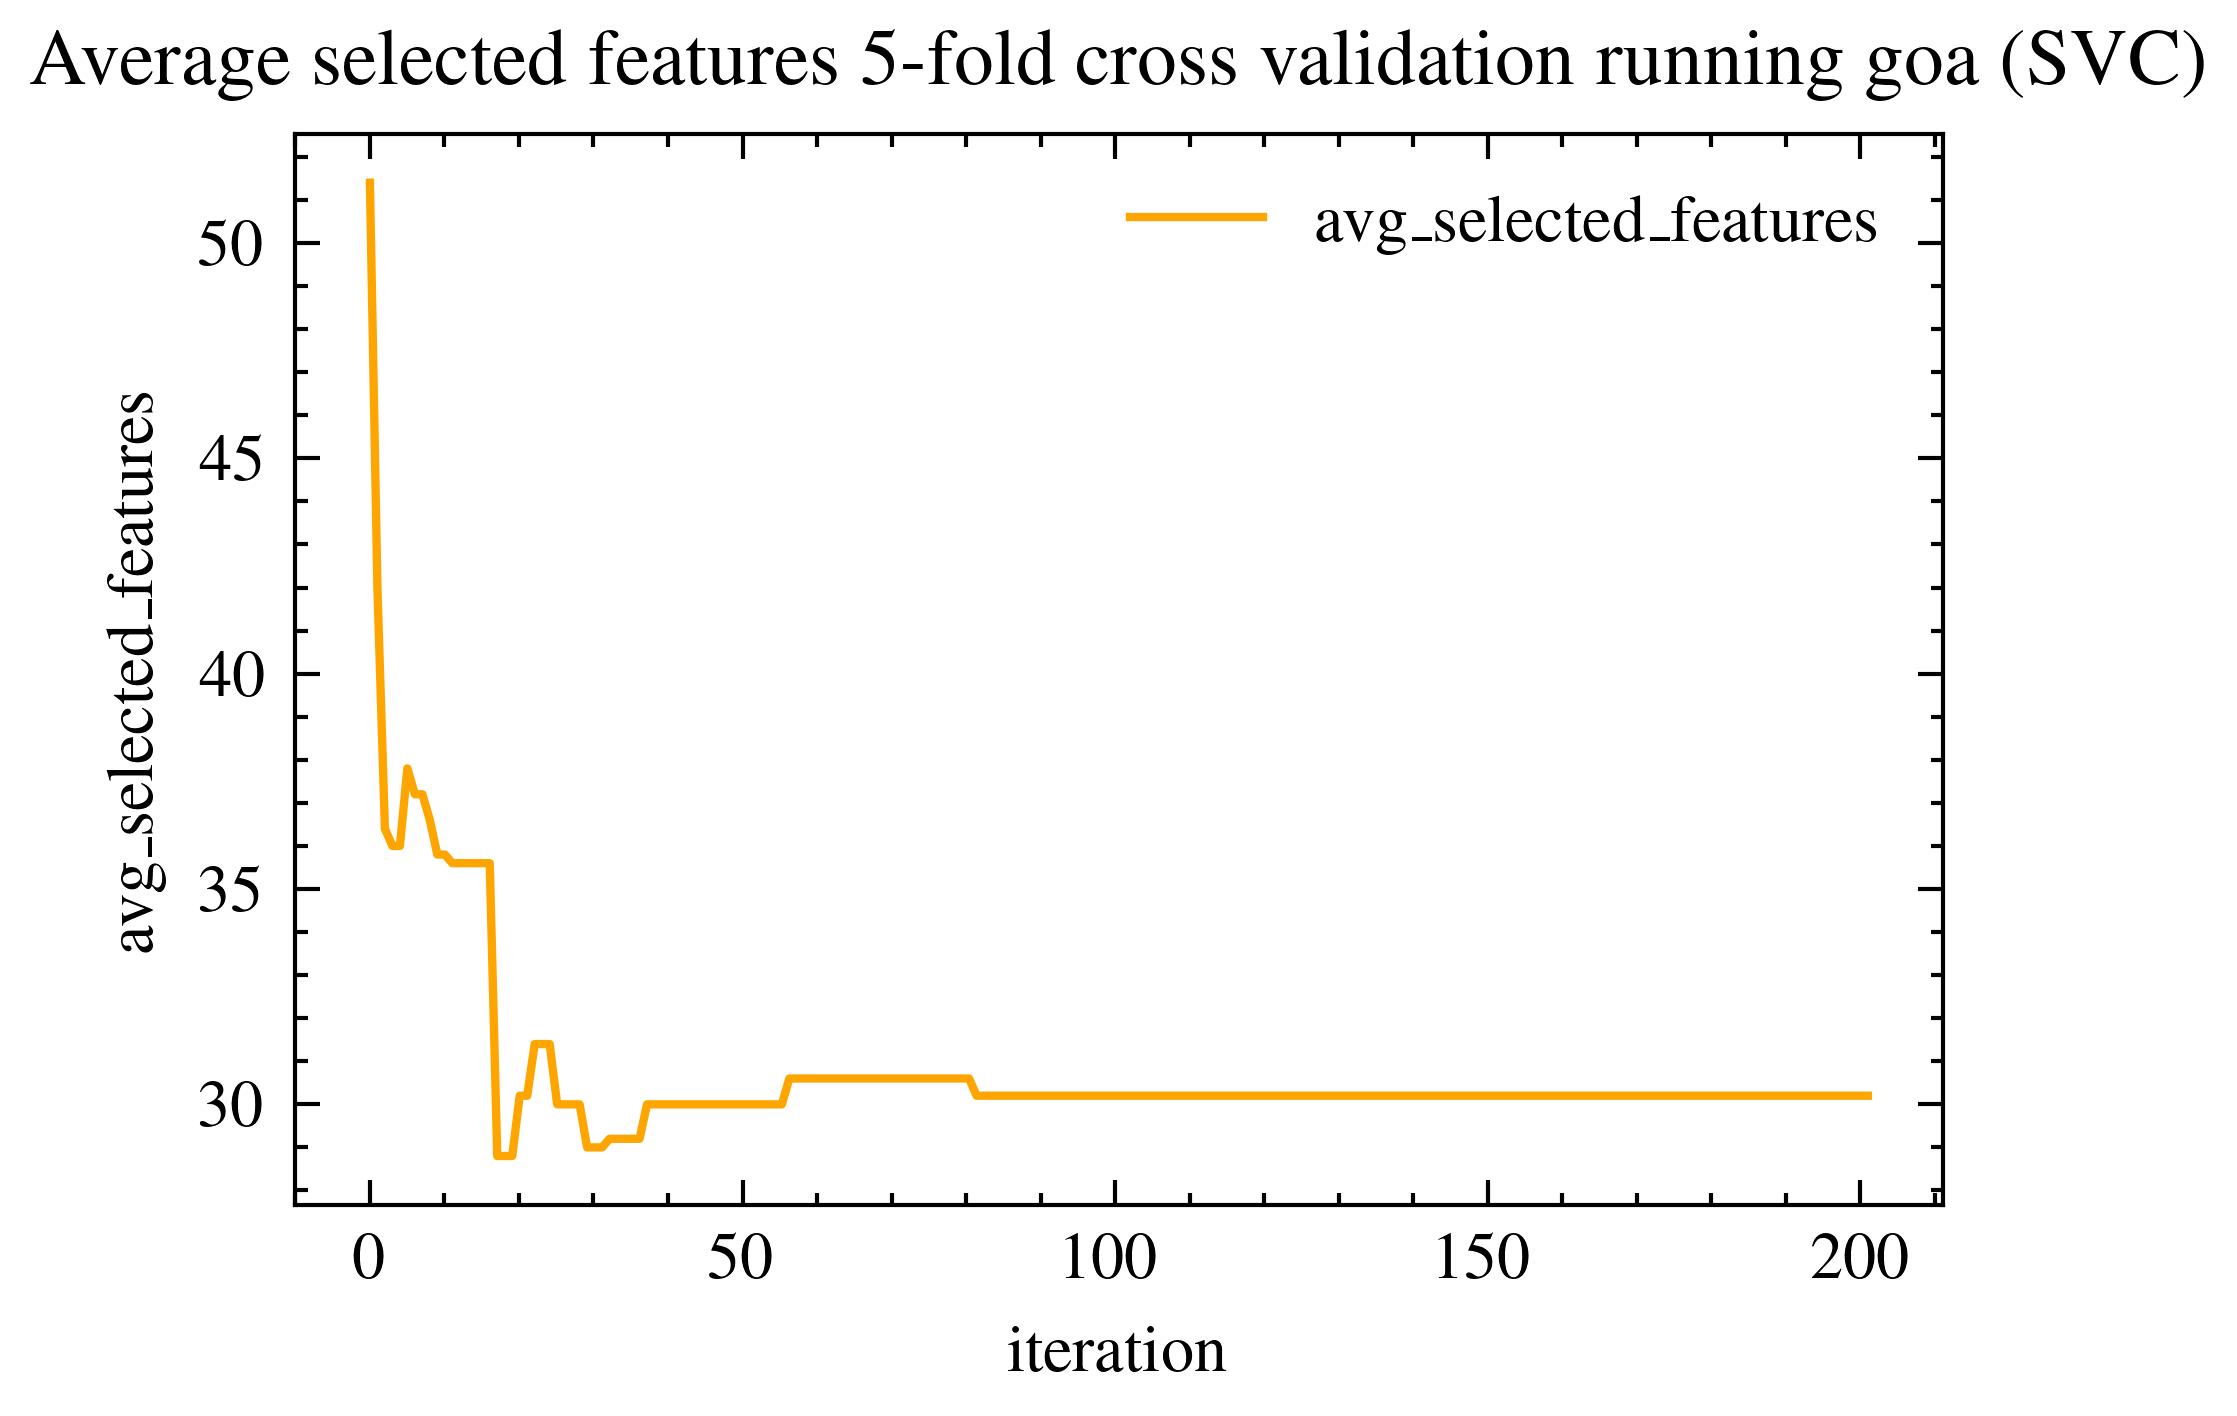 Average selected features 5-fold cross validation running goa (SVC)
avg_selected_features
50
45
40
35
30
avg_selected_features
0 50 100 150 200
iteration